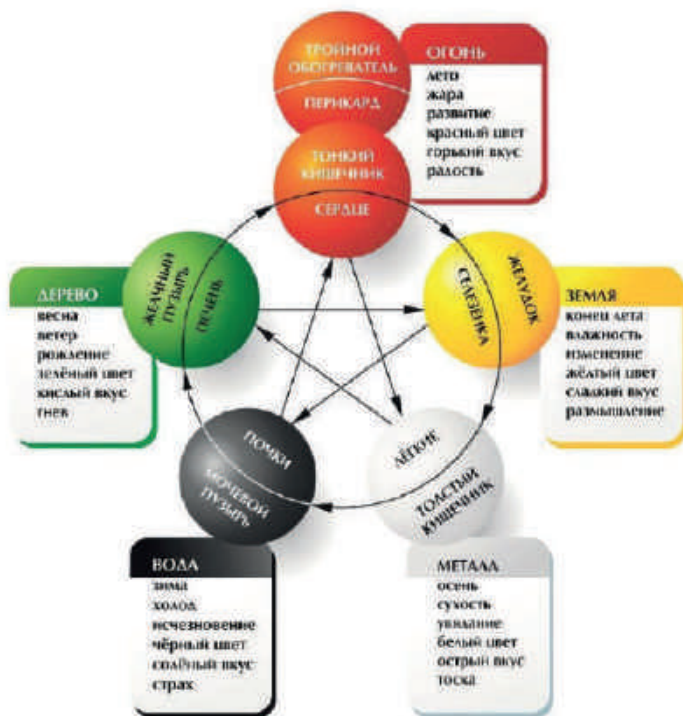 ТРОЙНОЙ
ОБОГРЕВАТЕЛЬ
ПЕРИКАРД
ТОНКИЙ
КИШЕЧНИК
СЕРДЦЕ
ОГОНЬ
лето
жара
развитие
красный цвет
горький вкус
радость
ЖЕЛЧНЫЙ
ПУЗЫРЬ
ПЕЧЕНЬ
ЖЕЛУДОК
СЕЛЕЗЁНКА
ДЕРЕВО
весна
ветер
рождение
зелёный цвет
кислый вкус
гнев
ЗЕМЛЯ
конец лета
влажность
изменение
жёлтый цвет
сладкий вкус
размышление
ПОЧКИ
МОЧЕВОЙ
ПУЗЫРЬ
ЛЁГКИЕ
ТОЛСТЫЙ
КИШЕЧНИК
ВОДА
зима
холод
исчезновение
чёрный цвет
солёный вкус
страх
МЕТАЛЛ
осень
сухость
увядание
белый цвет
острый вкус
тоска